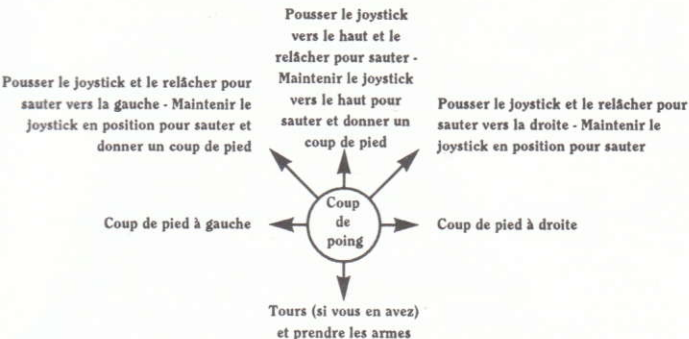 Pousser le joystick
vers le haut et le
relâcher pour sauter -
Maintenir le joystick
vers le haut pour
sauter et donner un
coup de pied
Pousser le joystick et le relâcher pour
sauter vers la gauche - Maintenir le
joystick en position pour sauter et
donner un coup de pied
Pousser le joystick et le relâcher pour
sauter vers la droite - Maintenir le
joystick en position pour sauter
Coup de pied à gauche
Coup
de
poing
Coup de pied à droite
Tours (si vous en avez)
et prendre les armes